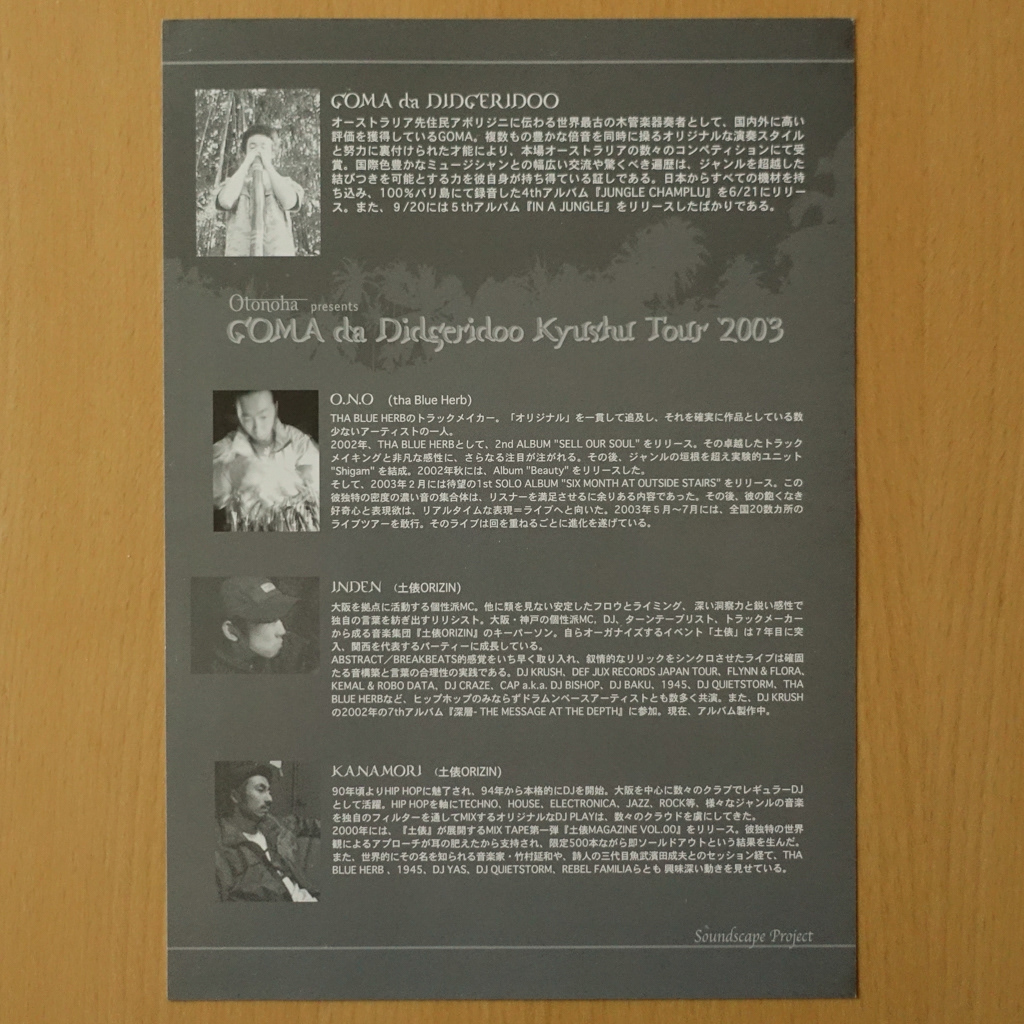 GOMA da DIDGERIDOO
オーストラリア先住民アボリジニに伝わる世界最古の木管楽器奏者として、国内外に高い
評価を獲得しているGOMA。複数もの豊かな倍音を同時に操るオリジナルな演奏スタイル
と努力に裏付けられた才能により、本場オーストラリアの数々のコンペティションにて受
賞。国際色豊かなミュージシャンとの幅広い交流や驚くべき遍歴は、ジャンルを超越した
結びつきを可能とする力を彼自身が持ち得ている証しである。日本からすべての機材を持
ち込み、100%バリ島にて録音した4thアルバム『JUNGLE CHAMPLU』を6/21にリリー
ス。また、9/20には5thアルバム『IN A JUNGLE』をリリースしたばかりである。
Otonoha presents
GOMA da Didgeridoo Kyushu Tour 2003
O.N.O (tha Blue Herb)
THA BLUE HERBのトラックメイカー。「オリジナル」を一貫して追及し、それを確実に作品としている数
少ないアーティストの一人。
2002年、THA BLUE HERBとして、2nd ALBUM "SELL OUR SOUL" をリリース。その卓越したトラック
メイキングと非凡な感性に、さらなる注目が注がれる。その後、ジャンルの垣根を超え実験的ユニット
"Shigam" を結成。2002年秋には、Album "Beauty" をリリースした。
そして、2003年2月には待望の1st SOLO ALBUM "SIX MONTH AT OUTSIDE STAIRS" をリリース。この
彼独特の密度の濃い音の集合体は、リスナーを満足させるに余りある内容であった。その後、彼の飽くなき
好奇心と表現欲は、リアルタイムな表現=ライブへと向いた。2003年5月〜7月には、全国20数カ所の
ライブツアーを敢行。そのライブは回を重ねるごとに進化を遂げている。
INDEN (土俵ORIZIN)
大阪を拠点に活動する個性派MC。他に類を見ない安定したフロウとライミング、深い洞察力と鋭い感性で
独自の言葉を紡ぎ出すリリシスト。大阪・神戸の個性派MC、DJ、ターンテーブリスト、トラックメーカー
から成る音楽集団『土俵ORIZIN』のキーパーソン。自らオーガナイズするイベント「土俵」は7年目に突
入、関西を代表するパーティーに成長している。
ABSTRACT/BREAKBEATS的感覚をいち早く取り入れ、叙情的なリリックをシンクロさせたライブは確固
たる音構築と言葉の合理性の実践である。DJ KRUSH、DEF JUX RECORDS JAPAN TOUR、FLYNN & FLORA、
KEMAL & ROBO DATA、DJ CRAZE、CAP a.k.a. DJ BISHOP、DJ BAKU、1945、DJ QUIETSTORM、THA
BLUE HERBなど、ヒップホップのみならずドラムンベースアーティストとも数多く共演。また、DJ KRUSH
の2002年の7thアルバム『深層- THE MESSAGE AT THE DEPTH』に参加。現在、アルバム製作中。
KANAMORI (土俵ORIZIN)
90年頃よりHIP HOPに魅了され、94年から本格的にDJを開始。大阪を中心に数々のクラブでレギュラーDJ
として活躍。HIP HOPを軸にTECHNO、HOUSE、ELECTRONICA、JAZZ、ROCK等、様々なジャンルの音楽
を独自のフィルターを通してMIXするオリジナルなDJ PLAYは、数々のクラウドを虜にしてきた。
2000年には、『土俵』が展開するMIX TAPE第一弾『土俵MAGAZINE VOL.00』をリリース。彼独特の世界
観によるアプローチが耳の肥えたから支持され、限定500本ながら即ソールドアウトという結果を生んだ。
また、世界的にその名を知られる音楽家・竹村延和や、詩人の三代目魚武濱田成夫とのセッション経て、THA
BLUE HERB 、1945、DJ YAS、DJ QUIETSTORM、REBEL FAMILIAらとも 興味深い動きを見せている。
Soundscape Project